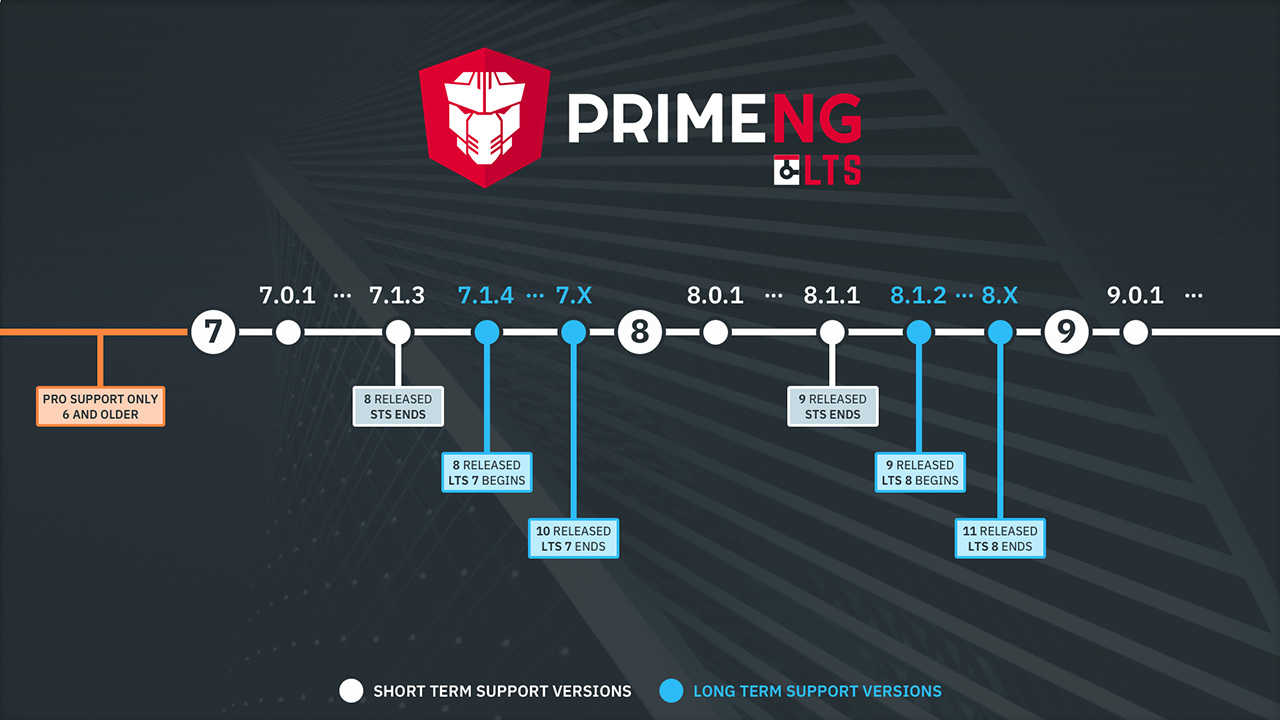 PRIMENG
LTS
7.0.1 ··· 7.1.3 7.1.4 ··· 7.X 8.0.1 ··· 8.1.1 8.1.2 ··· 8.X 9.0.1 ···
7 8 9
PRO SUPPORT ONLY
6 AND OLDER
8 RELEASED
STS ENDS
9 RELEASED
STS ENDS
8 RELEASED
LTS 7 BEGINS
9 RELEASED
LTS 8 BEGINS
10 RELEASED
LTS 7 ENDS
11 RELEASED
LTS 8 ENDS
SHORT TERM SUPPORT VERSIONS
LONG TERM SUPPORT VERSIONS